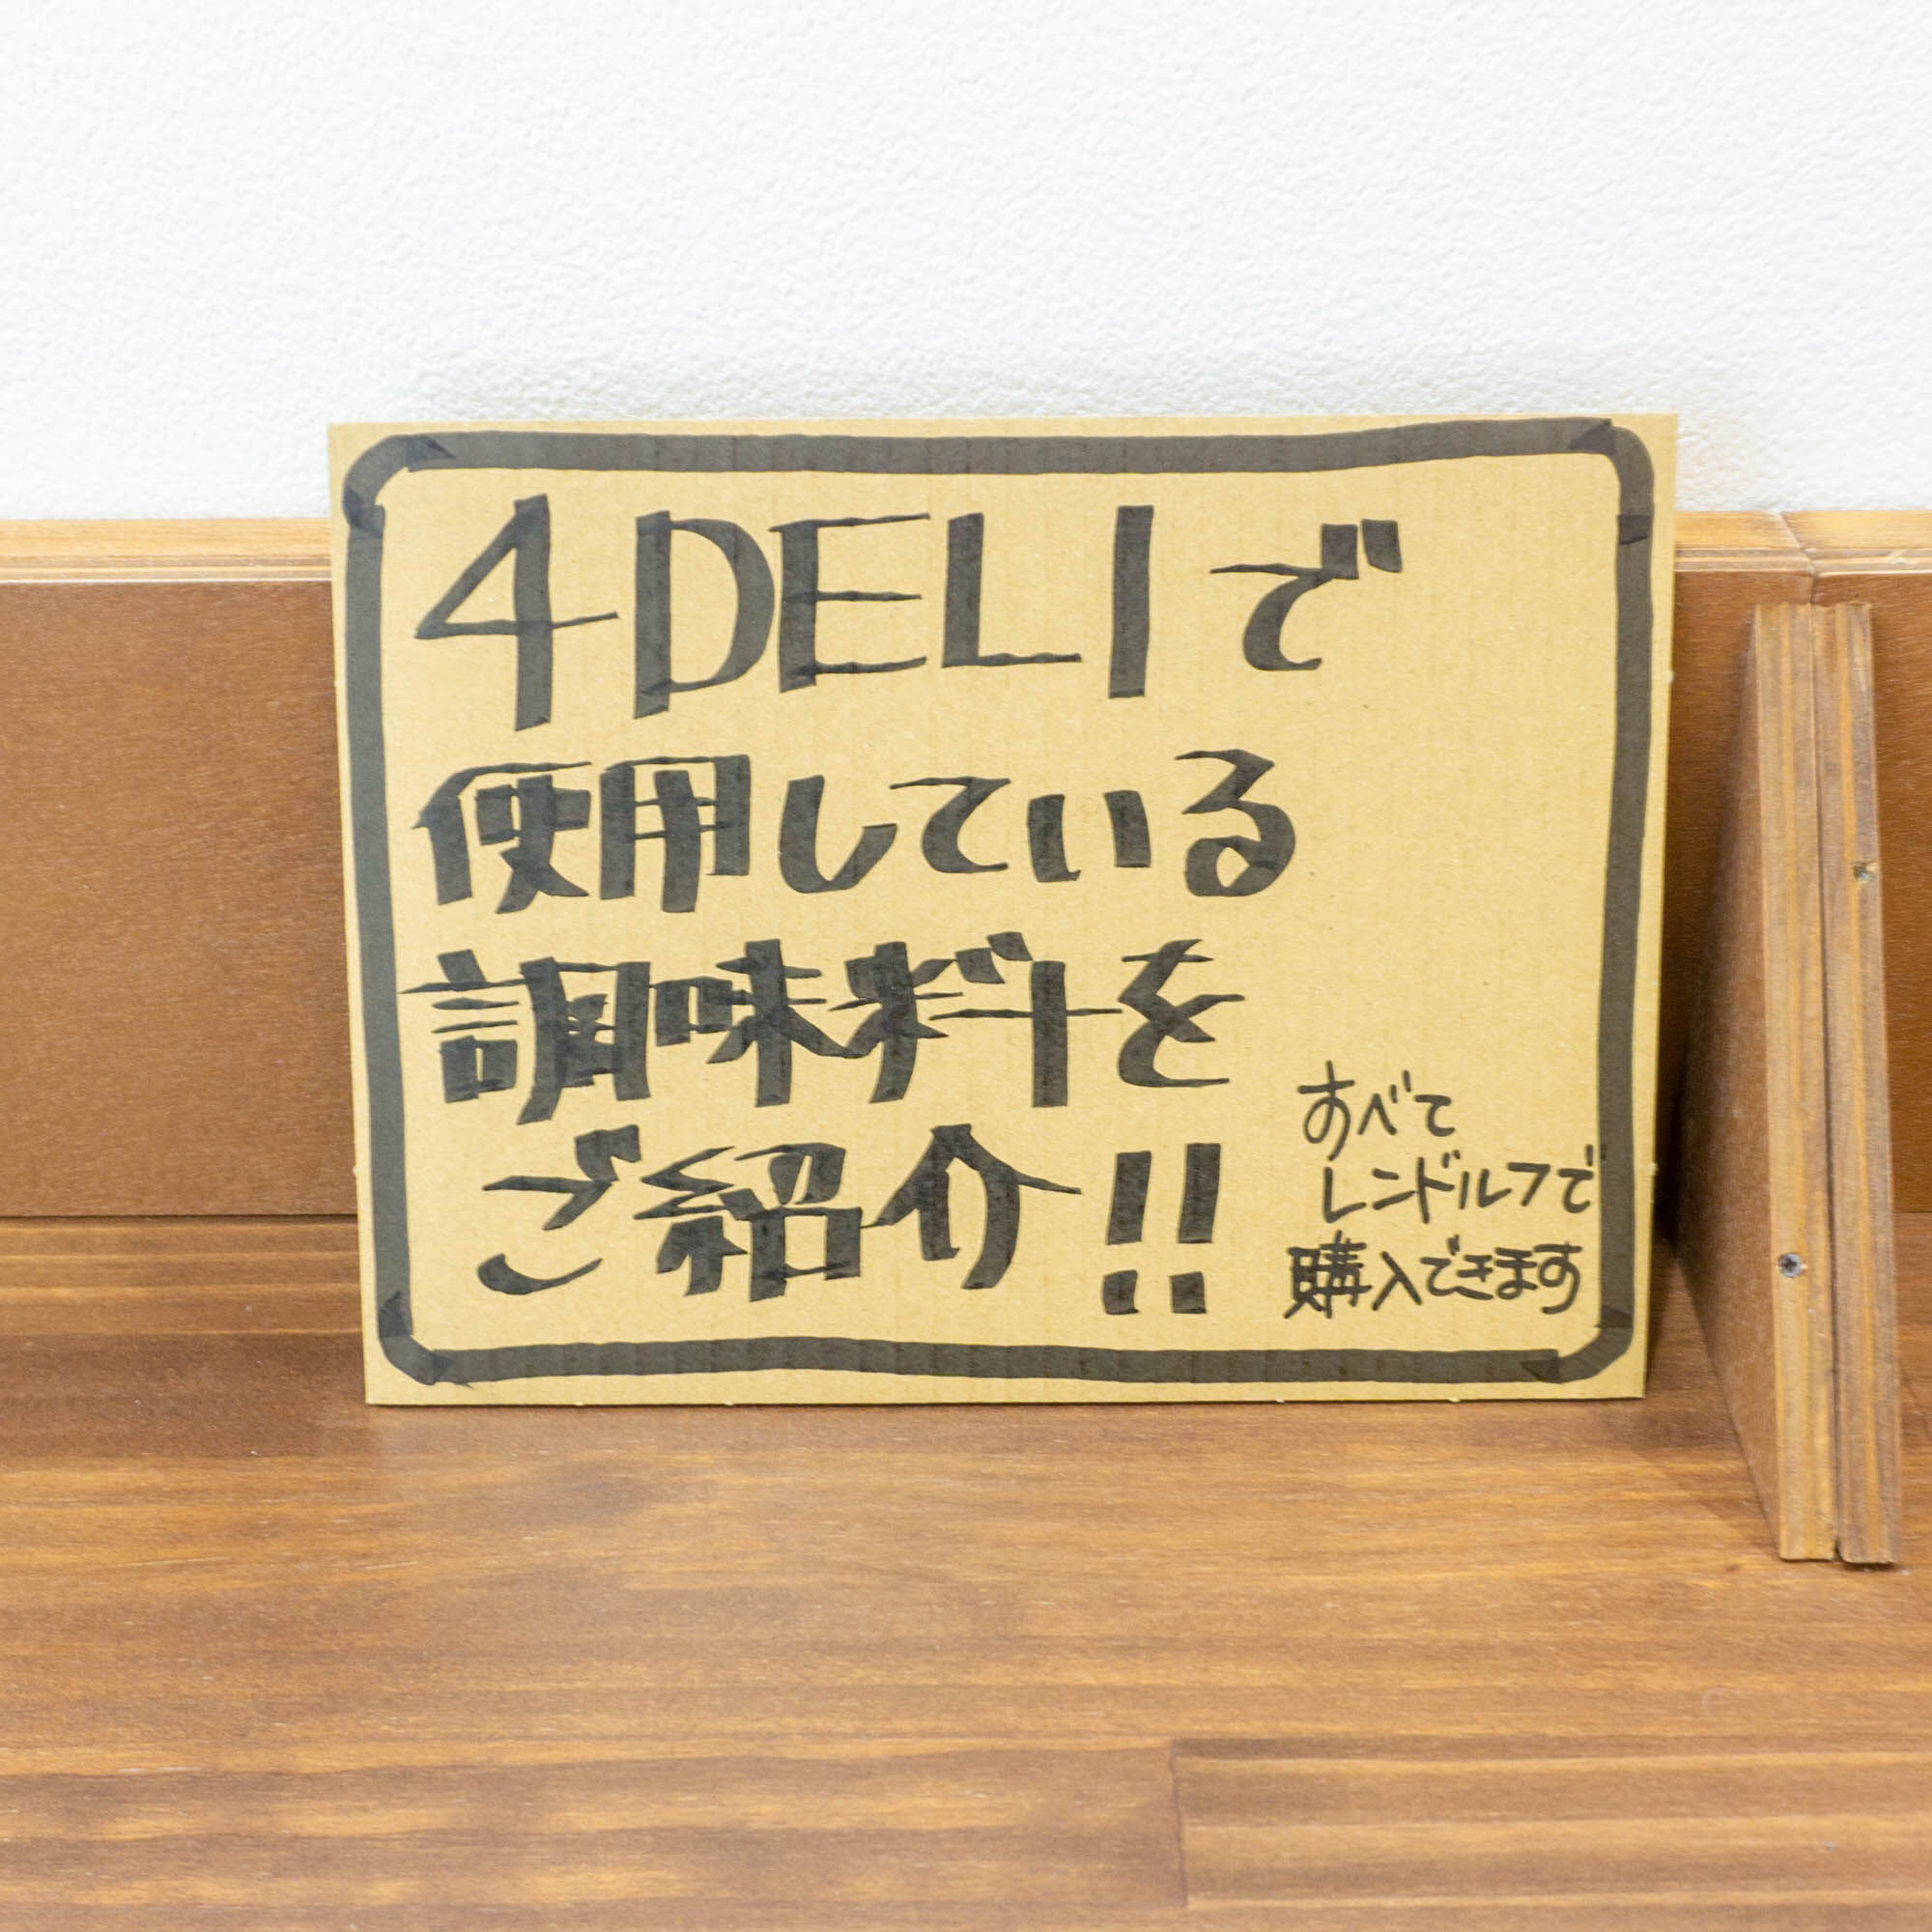 4DELIで
使用している
調味料を
ご紹介!!
すべて
レンドルフで
購入できます